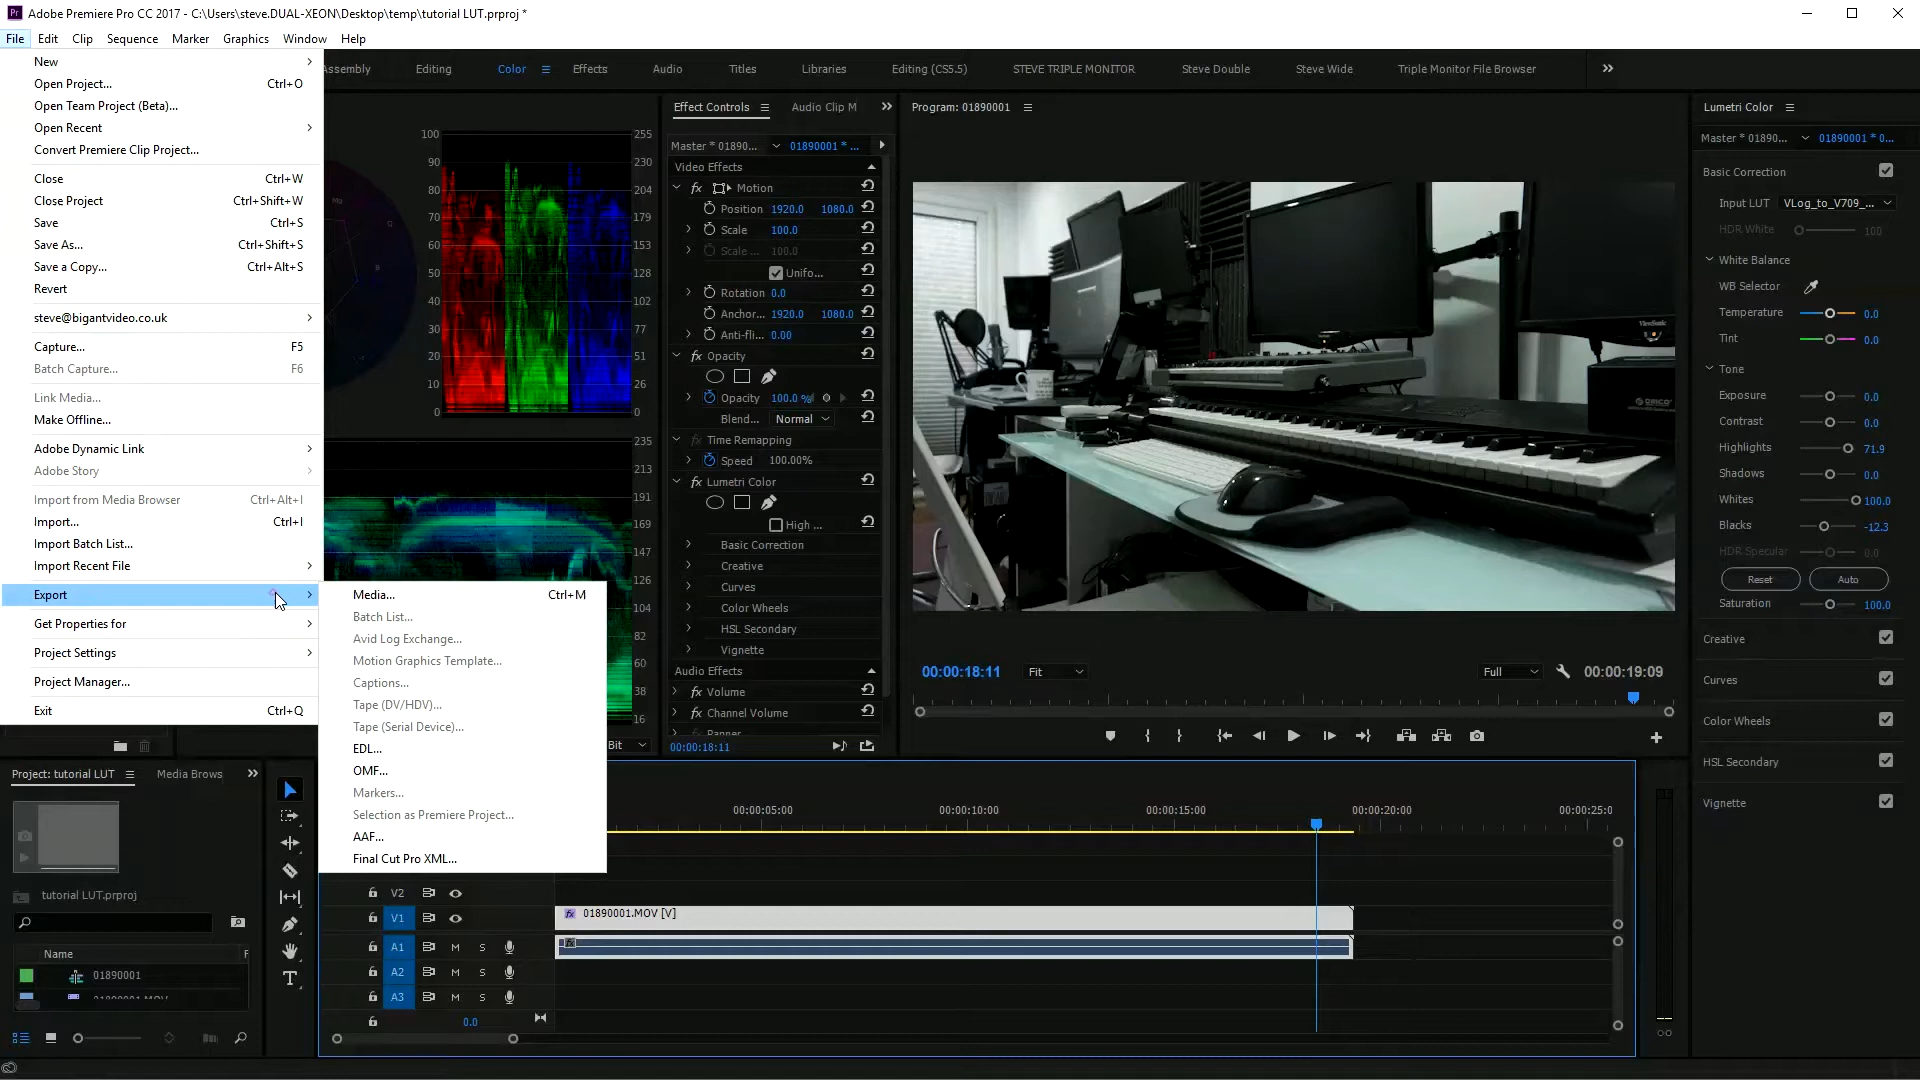 Adobe Premiere Pro CC 2017 - C:\Users\steve.DUAL-XEON\Desktop\temp\tutorial LUT.prproj *
File Edit Clip Sequence Marker Graphics Window Help
New
Open Project... Ctrl+O
Open Team Project (Beta)...
Open Recent
Convert Premiere Clip Project...
Close Ctrl+W
Close Project Ctrl+Shift+W
Save Ctrl+S
Save As... Ctrl+Shift+S
Save a Copy... Ctrl+Alt+S
Revert
steve@bigantvideo.co.uk
Capture... F5
Batch Capture... F6
Link Media...
Make Offline...
Adobe Dynamic Link
Adobe Story
Import from Media Browser Ctrl+Alt+I
Import... Ctrl+I
Import Batch List...
Import Recent File
Export
Get Properties for
Project Settings
Project Manager...
Exit Ctrl+Q
Media... Ctrl+M
Batch List...
Avid Log Exchange...
Motion Graphics Template...
Captions...
Tape (DV/HDV)...
Tape (Serial Device)...
EDL...
OMF...
Markers...
Selection as Premiere Project...
AAF...
Final Cut Pro XML...
Assembly Editing Color Effects Audio Titles Libraries Editing (CS5.5) STEVE TRIPLE MONITOR Steve Double Steve Wide Triple Monitor File Browser
100 255
90 230
80 204
70 179
60 153
50 128
40 102
30 77
20 51
10 26
0 0
235
213
191
169
147
126
104
82
60
38
16
Bit
Effect Controls Audio Clip M
Master * 01890... 01890001 * ...
Video Effects
fx Motion
Position 1920.0 1080.0
Scale 100.0
Scale ... 100.0
Unifo...
Rotation 0.0
Anchor... 1920.0 1080.0
Anti-fli... 0.00
fx Opacity
Opacity 100.0 %
Blend... Normal
fx Time Remapping
Speed 100.00%
fx Lumetri Color
High ...
Basic Correction
Creative
Curves
Color Wheels
HSL Secondary
Vignette
Audio Effects
fx Volume
fx Channel Volume
Panner
00:00:18:11
Program: 01890001
ViewSonic
ORICO
00:00:18:11 Fit Full 00:00:19:09
Lumetri Color
Master * 01890... 01890001 * 0...
Basic Correction
Input LUT VLog_to_V709_...
HDR White 100
White Balance
WB Selector
Temperature 0.0
Tint 0.0
Tone
Exposure 0.0
Contrast 0.0
Highlights 71.9
Shadows 0.0
Whites 100.0
Blacks -12.3
HDR Specular 0.0
Reset Auto
Saturation 100.0
Creative
Curves
Color Wheels
HSL Secondary
Vignette
Project: tutorial LUT Media Brows
tutorial LUT.prproj
Name F
01890001
01890001.MOV
00:00:05:00 00:00:10:00 00:00:15:00 00:00:20:00 00:00:25:0
V2
V1 fx 01890001.MOV [V]
A1 M S fx
A2 M S
A3 M S
0.0